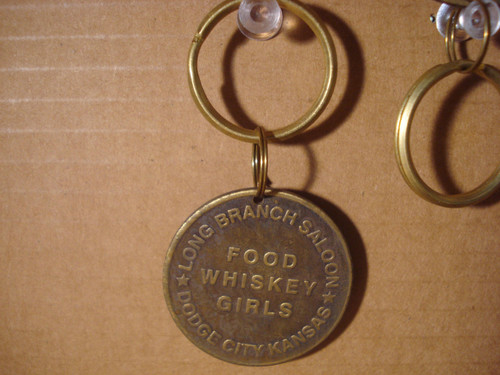 LONG BRANCH SALOON
FOOD
WHISKEY
GIRLS
DODGE CITY KANSAS